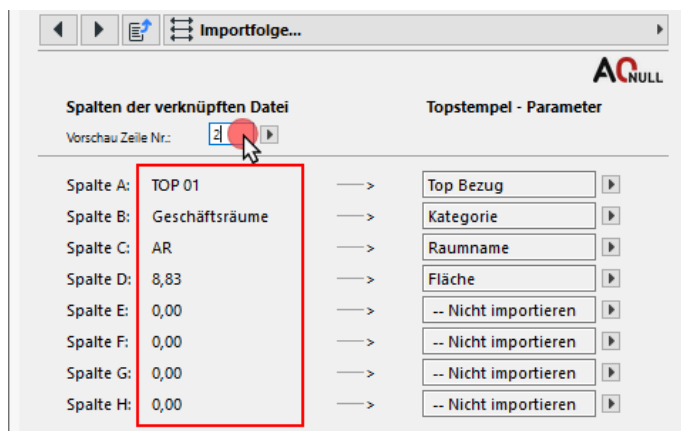 Importfolge...
AC NULL
Spalten der verknüpften Datei Topstempel - Parameter
Vorschau Zeile Nr.: 2
Spalte A: TOP 01 ----> Top Bezug
Spalte B: Geschäftsräume ----> Kategorie
Spalte C: AR ----> Raumname
Spalte D: 8,83 ----> Fläche
Spalte E: 0,00 ----> -- Nicht importieren
Spalte F: 0,00 ----> -- Nicht importieren
Spalte G: 0,00 ----> -- Nicht importieren
Spalte H: 0,00 ----> -- Nicht importieren